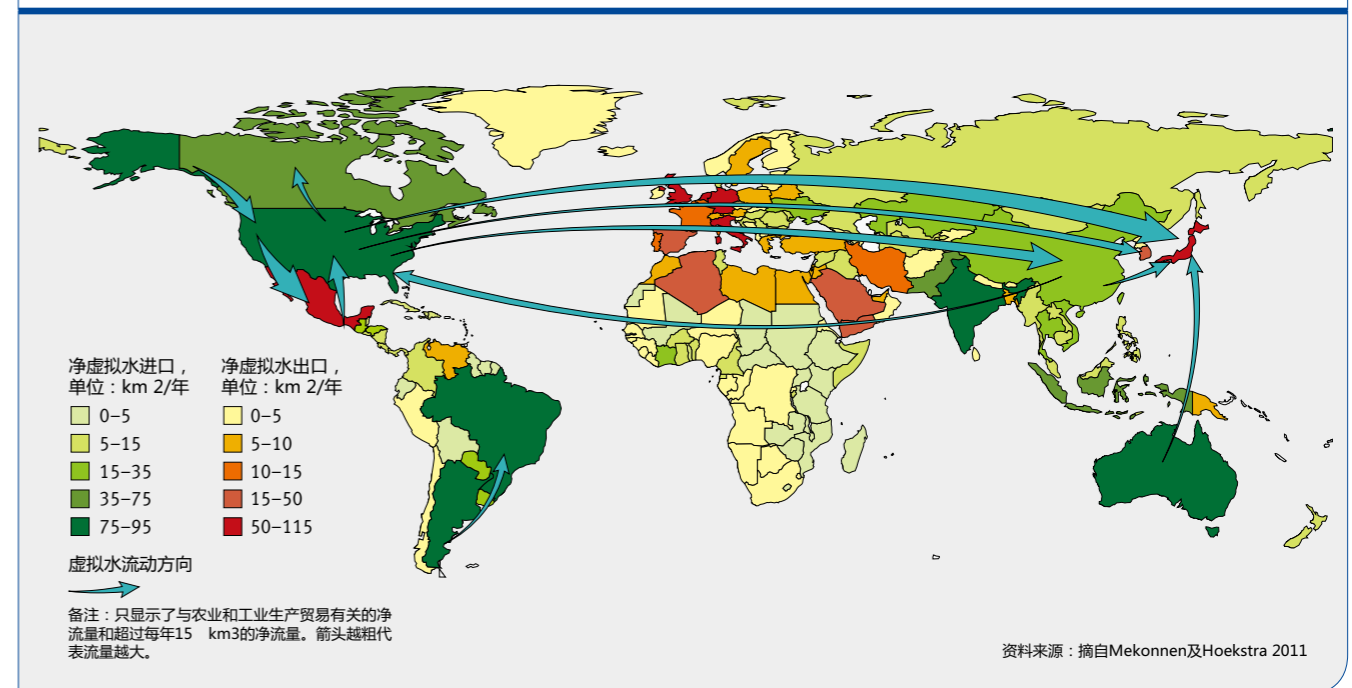 净虚拟水进口，
单位：km 2/年
0–5
5–15
15–35
35–75
75–95
净虚拟水出口，
单位：km 2/年
0–5
5–10
10–15
15–50
50–115
虚拟水流动方向
备注：只显示了与农业和工业生产贸易有关的净
流量和超过每年15 km3的净流量。箭头越粗代
表流量越大。
资料来源：摘自Mekonnen及Hoekstra 2011